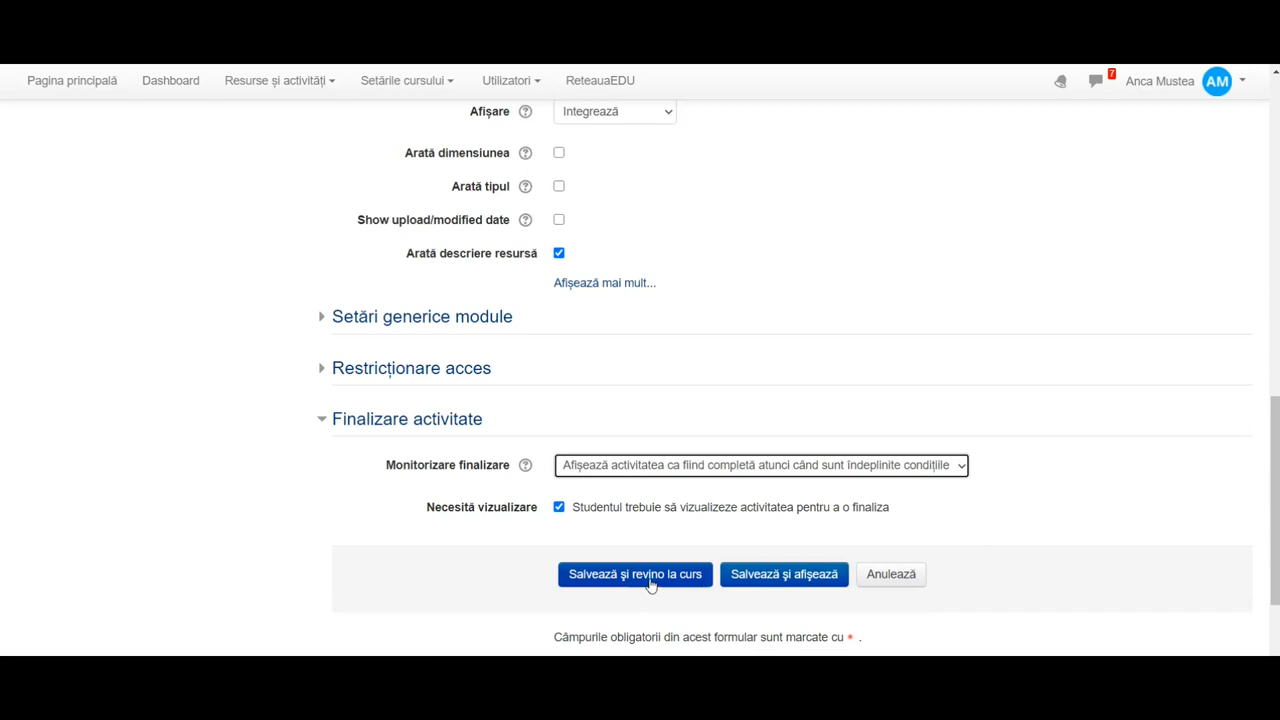 Pagina principală Dashboard Resurse și activități Setările cursului Utilizatori ReteauaEDU 7 Anca Mustea AM
Afișare Integrează
Arată dimensiunea
Arată tipul
Show upload/modified date
Arată descriere resursă
Afișează mai mult...
Setări generice module
Restricționare acces
Finalizare activitate
Monitorizare finalizare Afișează activitatea ca fiind completă atunci când sunt îndeplinite condițiile
Necesită vizualizare Studentul trebuie să vizualizeze activitatea pentru a o finaliza
Salvează şi revino la curs Salvează şi afişează Anulează
Câmpurile obligatorii din acest formular sunt marcate cu * .